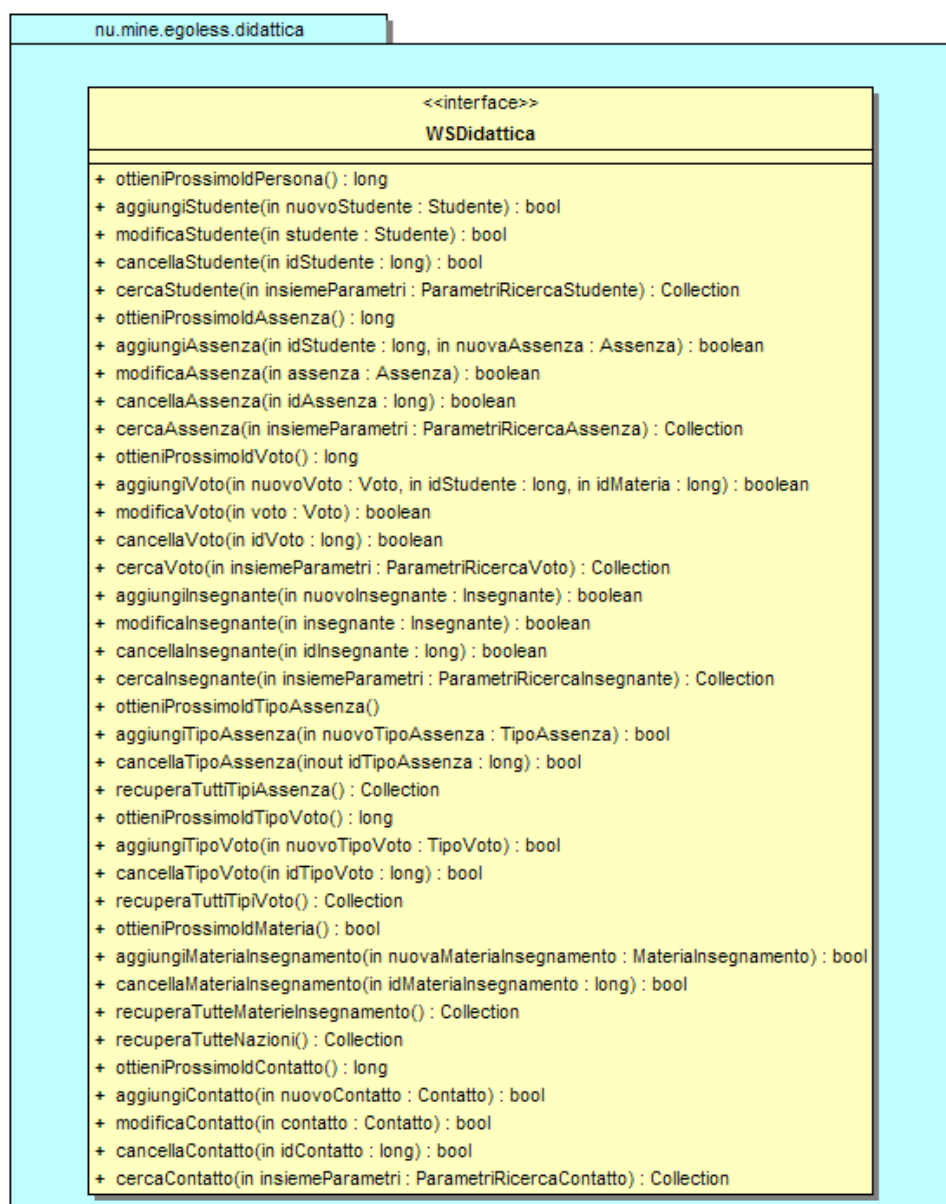 nu.mine.egoless.didattica
<<interface>>
WSDidattica
+ ottieniProssimoIdPersona() : long
+ aggiungiStudente(in nuovoStudente : Studente) : bool
+ modificaStudente(in studente : Studente) : bool
+ cancellaStudente(in idStudente : long) : bool
+ cercaStudente(in insiemeParametri : ParametriRicercaStudente) : Collection
+ ottieniProssimoIdAssenza() : long
+ aggiungiAssenza(in idStudente : long, in nuovaAssenza : Assenza) : boolean
+ modificaAssenza(in assenza : Assenza) : boolean
+ cancellaAssenza(in idAssenza : long) : boolean
+ cercaAssenza(in insiemeParametri : ParametriRicercaAssenza) : Collection
+ ottieniProssimoIdVoto() : long
+ aggiungiVoto(in nuovoVoto : Voto, in idStudente : long, in idMateria : long) : boolean
+ modificaVoto(in voto : Voto) : boolean
+ cancellaVoto(in idVoto : long) : boolean
+ cercaVoto(in insiemeParametri : ParametriRicercaVoto) : Collection
+ aggiungiInsegnante(in nuovoInsegnante : Insegnante) : boolean
+ modificaInsegnante(in insegnante : Insegnante) : boolean
+ cancellaInsegnante(in idInsegnante : long) : boolean
+ cercaInsegnante(in insiemeParametri : ParametriRicercaInsegnante) : Collection
+ ottieniProssimoIdTipoAssenza()
+ aggiungiTipoAssenza(in nuovoTipoAssenza : TipoAssenza) : bool
+ cancellaTipoAssenza(inout idTipoAssenza : long) : bool
+ recuperaTuttiTipiAssenza() : Collection
+ ottieniProssimoIdTipoVoto() : long
+ aggiungiTipoVoto(in nuovoTipoVoto : TipoVoto) : bool
+ cancellaTipoVoto(in idTipoVoto : long) : bool
+ recuperaTuttiTipiVoto() : Collection
+ ottieniProssimoIdMateria() : bool
+ aggiungiMateriaInsegnamento(in nuovaMateriaInsegnamento : MateriaInsegnamento) : bool
+ cancellaMateriaInsegnamento(in idMateriaInsegnamento : long) : bool
+ recuperaTutteMaterieInsegnamento() : Collection
+ recuperaTutteNazioni() : Collection
+ ottieniProssimoIdContatto() : long
+ aggiungiContatto(in nuovoContatto : Contatto) : bool
+ modificaContatto(in contatto : Contatto) : bool
+ cancellaContatto(in idContatto : long) : bool
+ cercaContatto(in insiemeParametri : ParametriRicercaContatto) : Collection